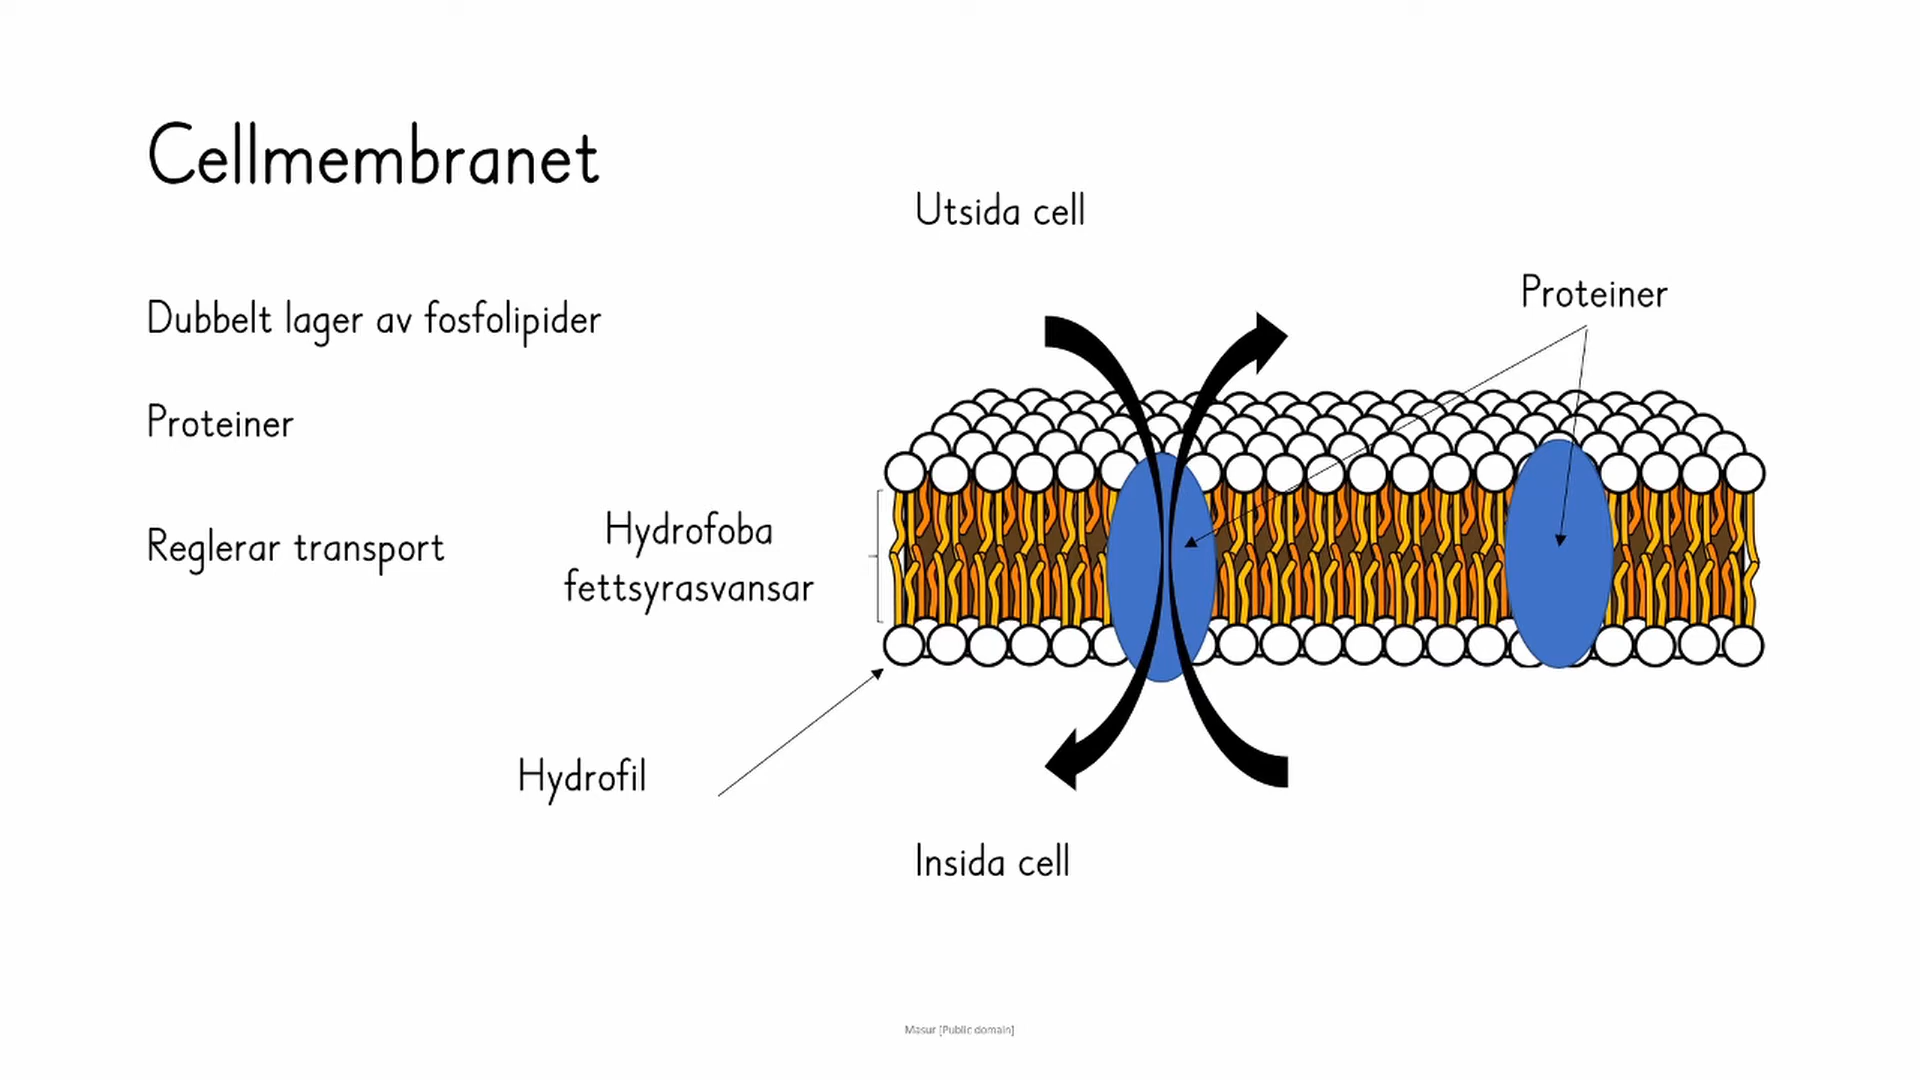 Cellmembranet
Utsida cell
Proteiner
Dubbelt lager av fosfolipider
Proteiner
Reglerar transport
Hydrofoba
fettsyrasvansar
Hydrofil
Insida cell
Masur [Public domain]